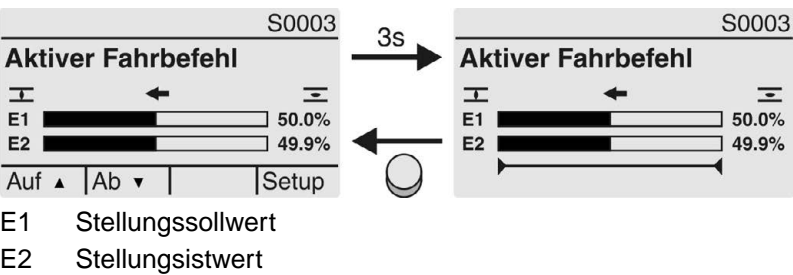 S0003
Aktiver Fahrbefehl
E1 50.0%
E2 49.9%
Auf ▲ Ab ▼ Setup
3s
S0003
Aktiver Fahrbefehl
E1 50.0%
E2 49.9%
E1 Stellungssollwert
E2 Stellungsistwert